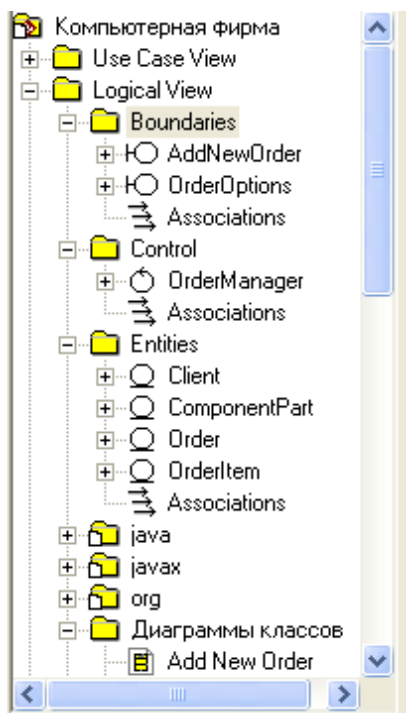 Компьютерная фирма
Use Case View
Logical View
Boundaries
AddNewOrder
OrderOptions
Associations
Control
OrderManager
Associations
Entities
Client
ComponentPart
Order
OrderItem
Associations
java
javax
org
Диаграммы классов
Add New Order